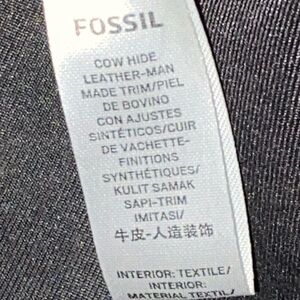 FOSSIL
COW HIDE
LEATHER-MAN
MADE TRIM/PIEL
DE BOVINO
CON AJUSTES
SINTÉTICOS/CUIR
DE VACHETTE-
FINITIONS
SYNTHÉTIQUES/
KULIT SAMAK
SAPI-TRIM
IMITASI/
牛皮-人造装饰
INTERIOR: TEXTILE/
INTERIOR:
MATERIAL TEXTIL/